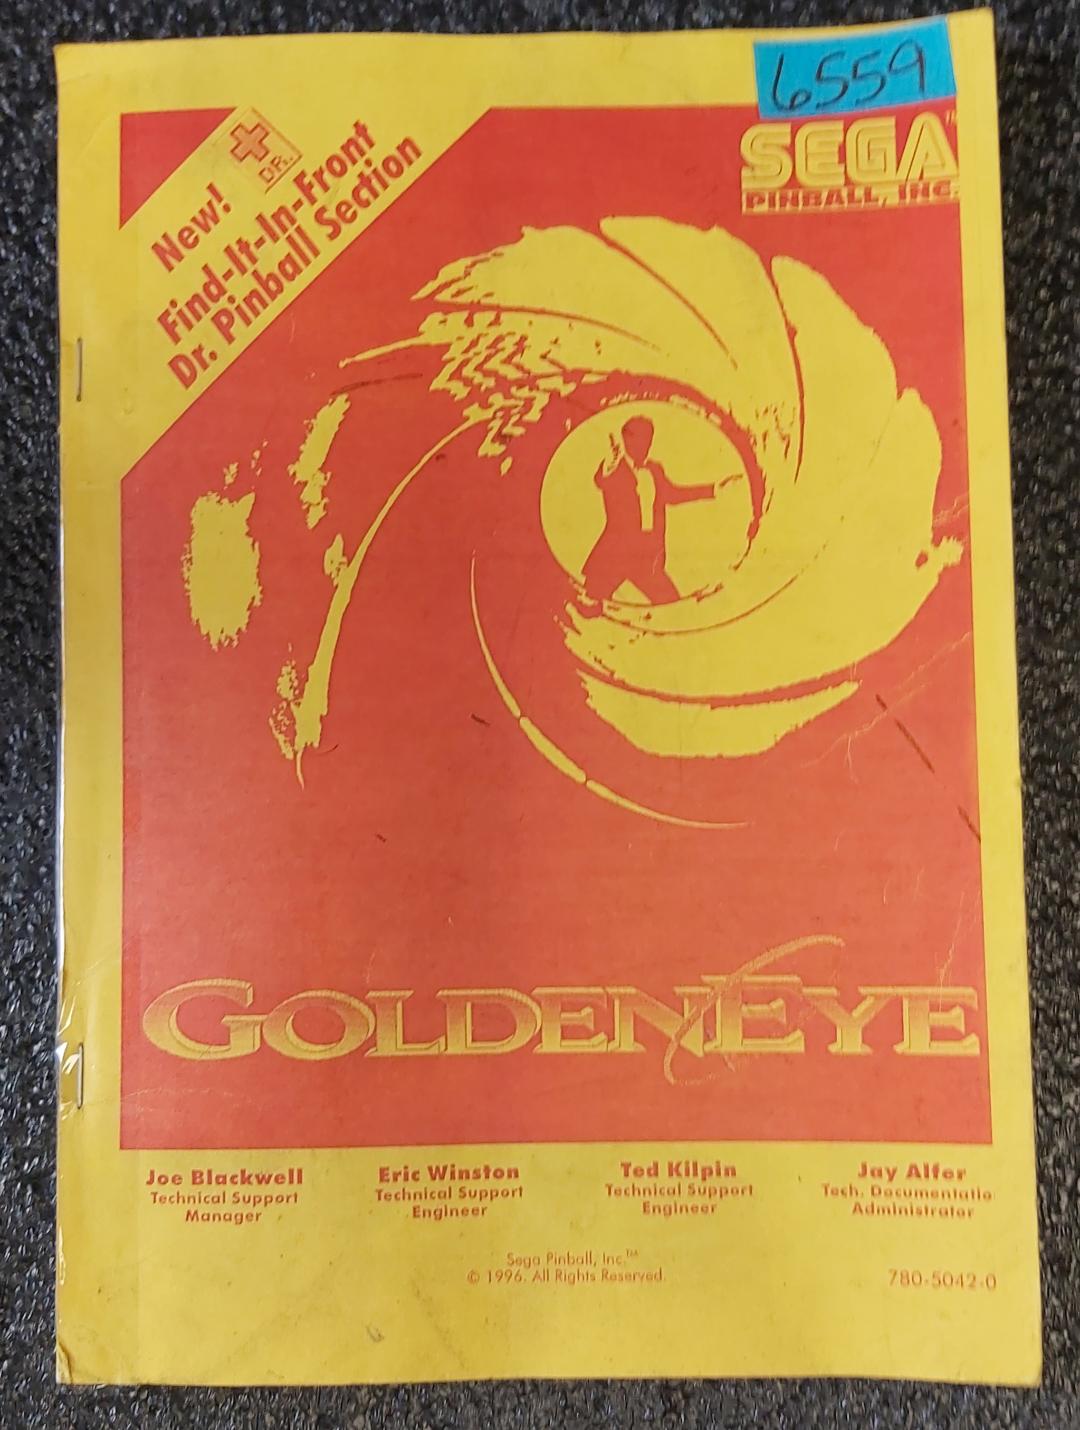 6559
SEGA™
PINBALL, INC.
DR.
New!
Find-It-In-Front
Dr. Pinball Section
GOLDENEYE
Joe Blackwell
Technical Support
Manager
Eric Winston
Technical Support
Engineer
Ted Kilpin
Technical Support
Engineer
Jay Alfer
Tech. Documentatio
Administrator
Sega Pinball, Inc.™
© 1996. All Rights Reserved.
780-5042-0